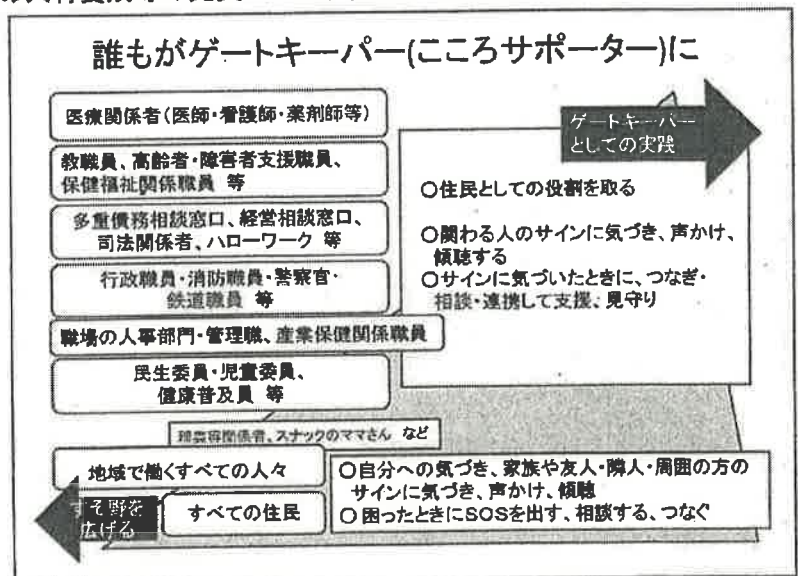 誰もがゲートキーパー(こころサポーター)に
医療関係者(医師・看護師・薬剤師等)
教職員、高齢者・障害者支援職員、
保健福祉関係職員 等
多重債務相談窓口、経営相談窓口、
司法関係者、ハローワーク 等
行政職員・消防職員・警察官・
鉄道職員 等
職場の人事部門・管理職、産業保健関係職員
民生委員・児童委員、
健康普及員 等
関係者、スナックのママさん など
地域で働くすべての人々
すそ野を
広げる
すべての住民
ゲートキーパー
としての実践
○住民としての役割を取る
○関わる人のサインに気づき、声かけ、
傾聴する
○サインに気づいたときに、つなぎ・
相談・連携して支援、見守り
○自分への気づき、家族や友人・隣人・周囲の方の
サインに気づき、声かけ、傾聴
○困ったときにSOSを出す、相談する、つなぐ